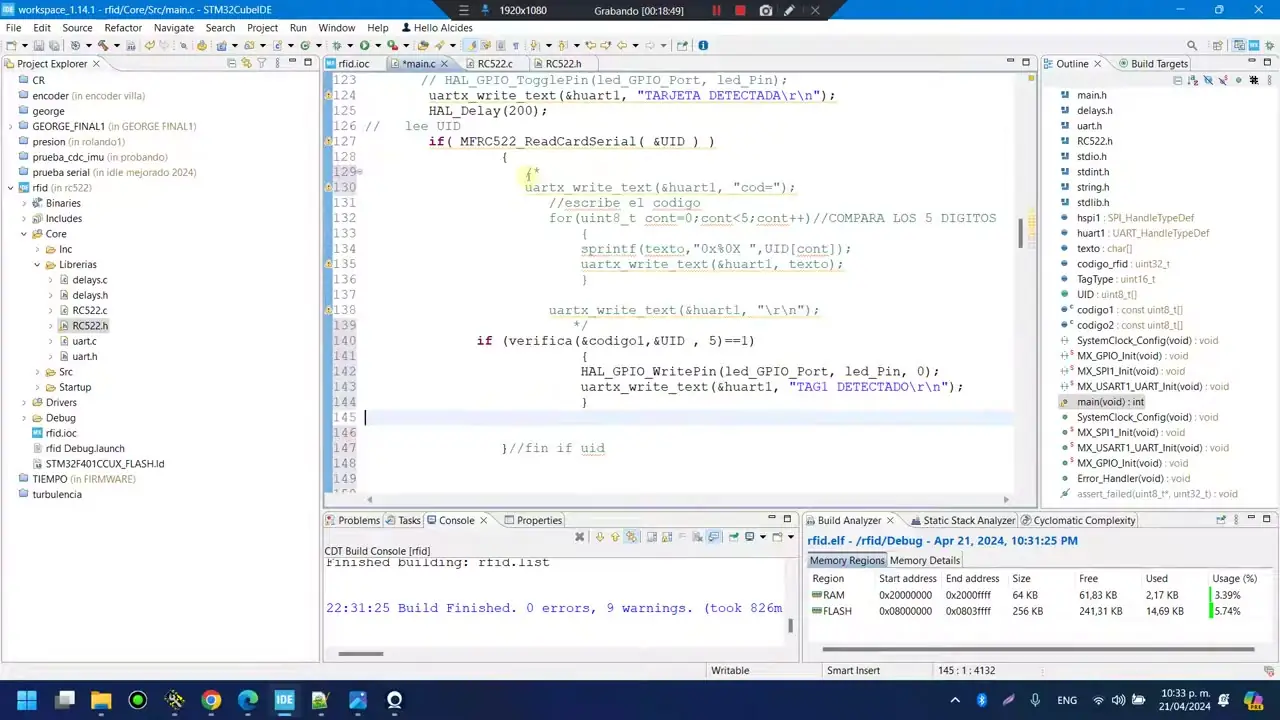 workspace_1.14.1 - rfid/Core/Src/main.c - STM32CubeIDE
1920x1080
Grabando [00:18:49]
File Edit Source Refactor Navigate Search Project Run Window Help Hello Alcides
Project Explorer
CR
encoder (in encoder villa)
george
GEORGE_FINAL1 (in GEORGE FINAL)
presion (in rolando1)
prueba_cdc_imu (in probando)
prueba serial (in idle mejorado 2024)
rfid (in rc522)
Binaries
Includes
Core
Inc
Librerias
delays.c
delays.h
RC522.c
RC522.h
uart.c
uart.h
Src
Startup
Drivers
Debug
rfid.ioc
rfid Debug.launch
STM32F401CCUX_FLASH.ld
TIEMPO (in FIRMWARE)
turbulencia
rfid.ioc *main.c RC522.c RC522.h
123 // HAL_GPIO_TogglePin(led_GPIO_Port, led_Pin);
124 uartx_write_text(&huart1, "TARJETA DETECTADA\r\n");
125 HAL_Delay(200);
126 // lee UID
127 if( MFRC522_ReadCardSerial( &UID ) )
128 {
129 /*
130 uartx_write_text(&huart1, "cod=");
131 //escribe el codigo
132 for(uint8_t cont=0;cont<5;cont++)//COMPARA LOS 5 DIGITOS
133 {
134 sprintf(texto,"0x%0X ",UID[cont]);
135 uartx_write_text(&huart1, texto);
136 }
137
138 uartx_write_text(&huart1, "\r\n");
139 */
140 if (verifica(&codigo1,&UID , 5)==1)
141 {
142 HAL_GPIO_WritePin(led_GPIO_Port, led_Pin, 0);
143 uartx_write_text(&huart1, "TAG1 DETECTADO\r\n");
144 }
145
146
147 }//fin if uid
148
149
Outline Build Targets
main.h
delays.h
uart.h
RC522.h
stdio.h
stdint.h
string.h
stdlib.h
hspi1 : SPI_HandleTypeDef
huart1 : UART_HandleTypeDef
texto : char[]
codigo_rfid : uint32_t
TagType : uint16_t
UID : uint8_t[]
codigo1 : const uint8_t[]
codigo2 : const uint8_t[]
SystemClock_Config(void) : void
MX_GPIO_Init(void) : void
MX_SPI1_Init(void) : void
MX_USART1_UART_Init(void) : void
main(void) : int
SystemClock_Config(void) : void
MX_SPI1_Init(void) : void
MX_USART1_UART_Init(void) : void
MX_GPIO_Init(void) : void
Error_Handler(void) : void
assert_failed(uint8_t*, uint32_t) : void
Problems Tasks Console Properties
CDT Build Console [rfid]
Finished building: rfid.list
22:31:25 Build Finished. 0 errors, 9 warnings. (took 826m
Build Analyzer Static Stack Analyzer Cyclomatic Complexity
rfid.elf - /rfid/Debug - Apr 21, 2024, 10:31:25 PM
Memory Regions Memory Details
Region Start address End address Size Free Used Usage (%)
RAM 0x20000000 0x2000ffff 64 KB 61,83 KB 2,17 KB 3.39%
FLASH 0x08000000 0x0803ffff 256 KB 241,31 KB 14,69 KB 5.74%
Writable Smart Insert 145 : 1 : 4132
IDE
ENG
10:33 p. m.
21/04/2024